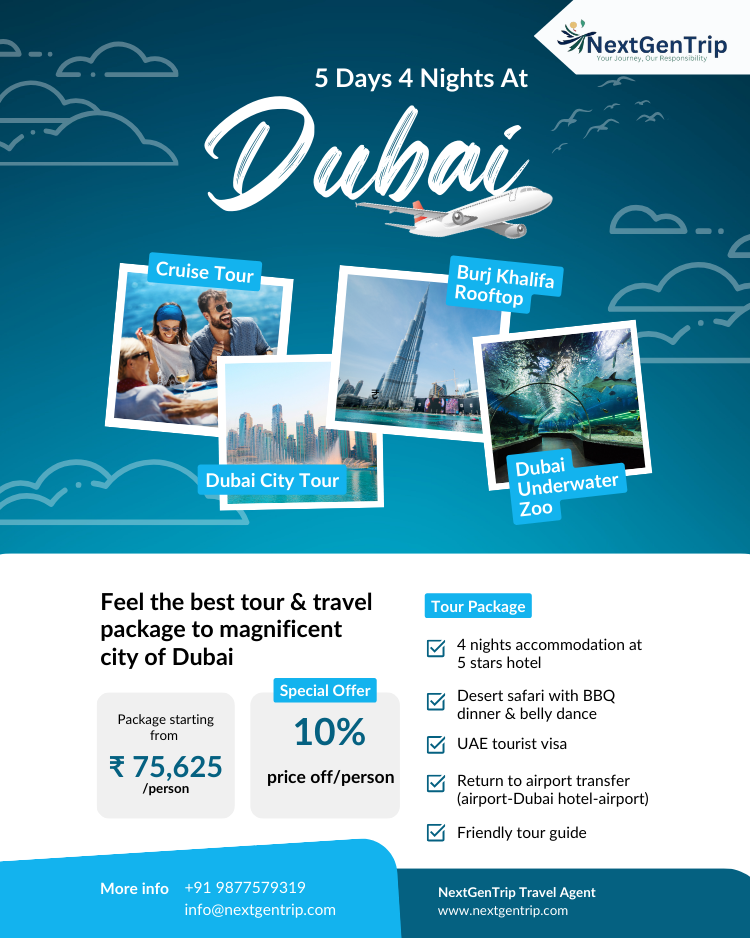 NextGenTrip
Your Journey, Our Responsibility
5 Days 4 Nights At
Dubai
Cruise Tour
Burj Khalifa
Rooftop
₹
Dubai City Tour
Dubai
Underwater
Zoo
Feel the best tour & travel
package to magnificent
city of Dubai
Package starting
from
₹ 75,625
/person
Special Offer
10%
price off/person
Tour Package
4 nights accommodation at
5 stars hotel
Desert safari with BBQ
dinner & belly dance
UAE tourist visa
Return to airport transfer
(airport-Dubai hotel-airport)
Friendly tour guide
More info +91 9877579319
info@nextgentrip.com
NextGenTrip Travel Agent
www.nextgentrip.com